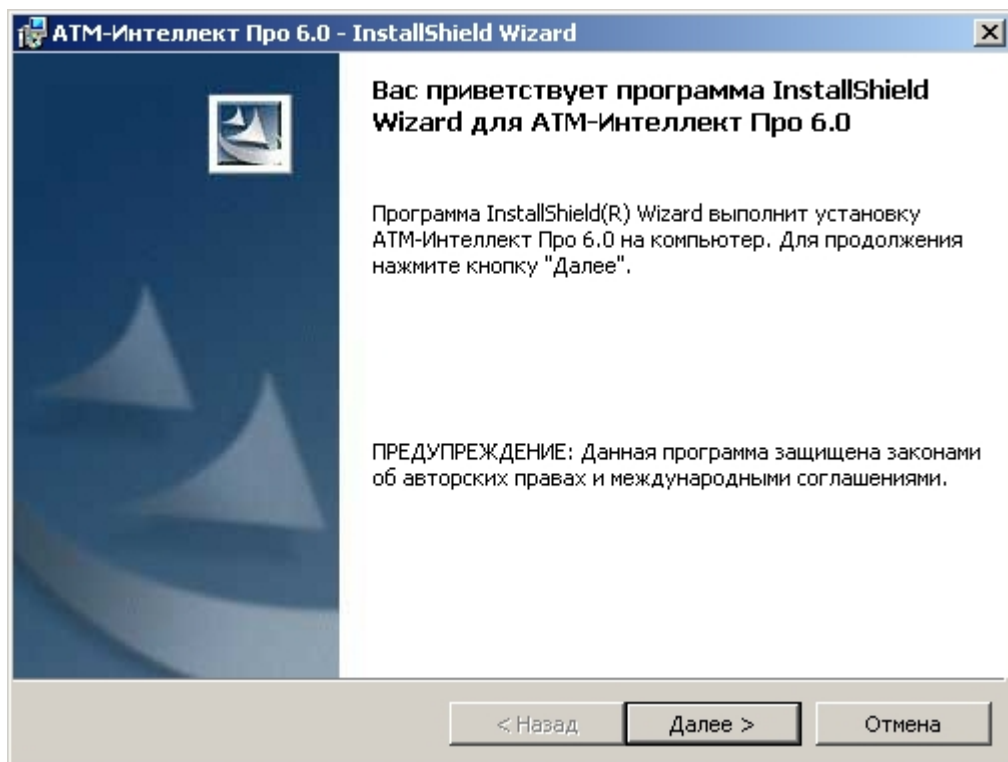 АТМ-Интеллект Про 6.0 - InstallShield Wizard
Вас приветствует программа InstallShield
Wizard для АТМ-Интеллект Про 6.0
Программа InstallShield(R) Wizard выполнит установку
АТМ-Интеллект Про 6.0 на компьютер. Для продолжения
нажмите кнопку "Далее".
ПРЕДУПРЕЖДЕНИЕ: Данная программа защищена законами
об авторских правах и международными соглашениями.
< Назад Далее > Отмена